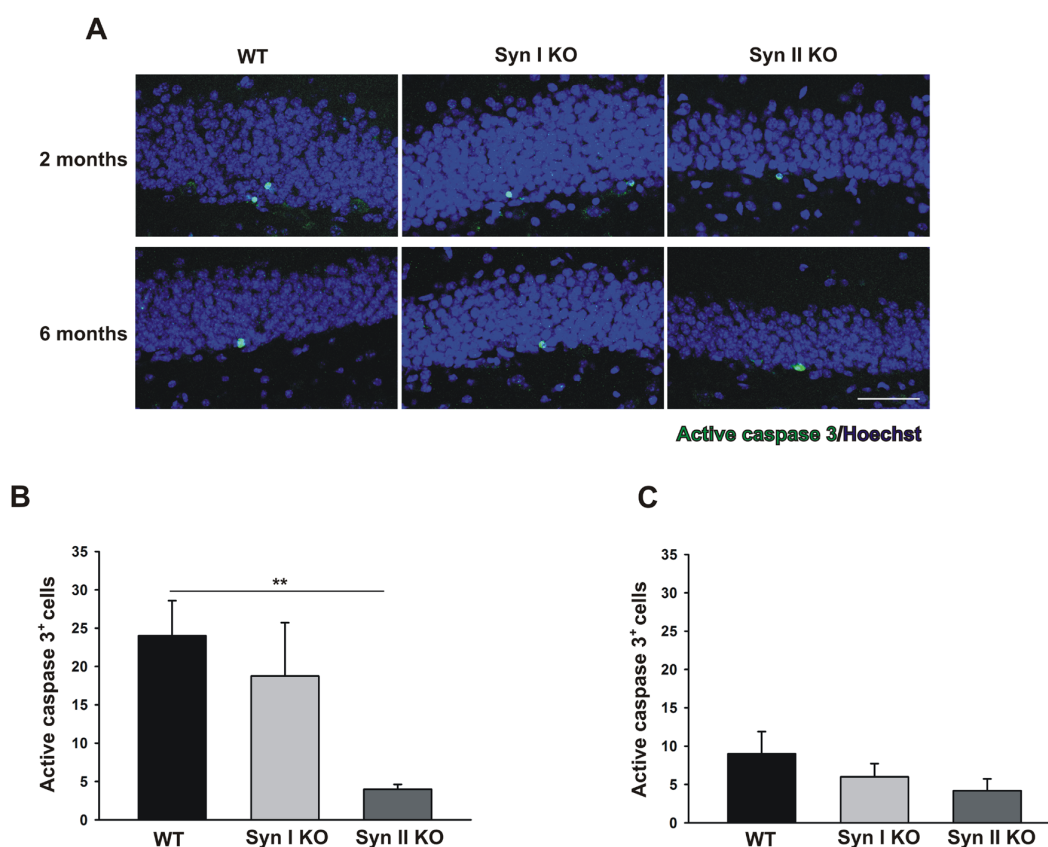 A
WT Syn I KO Syn II KO
2 months
6 months
Active caspase 3/Hoechst
B
Active caspase 3⁺ cells
35
30
25
20
15
10
5
0
**
WT Syn I KO Syn II KO
C
Active caspase 3⁺ cells
35
30
25
20
15
10
5
0
WT Syn I KO Syn II KO